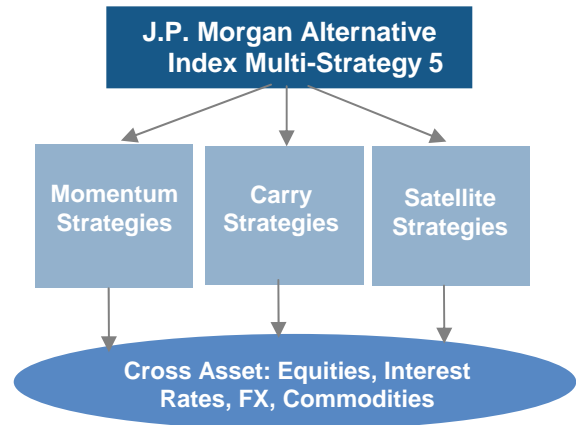 J.P. Morgan Alternative
Index Multi-Strategy 5
Momentum
Strategies
Carry
Strategies
Satellite
Strategies
Cross Asset: Equities, Interest
Rates, FX, Commodities